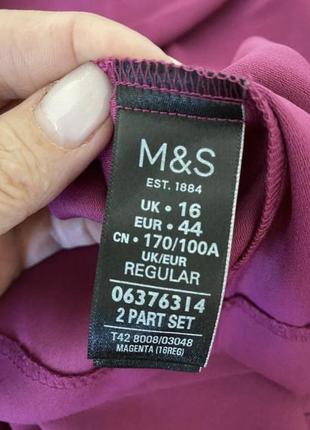 M&S
EST. 1884
UK • 16
EUR • 44
CN • 170/100A
UK/EUR
REGULAR
06376314
2 PART SET
T42 8008/03048
MAGENTA (16REG)